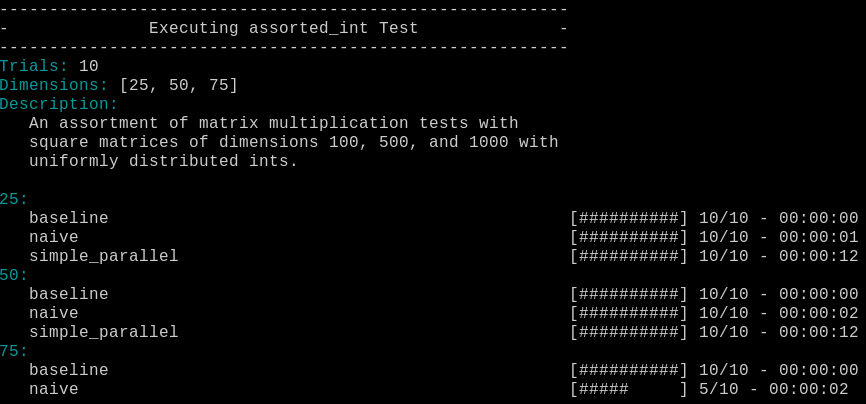 ---------------------------------------------------------
-              Executing assorted_int Test              -
---------------------------------------------------------
Trials: 10
Dimensions: [25, 50, 75]
Description:
   An assortment of matrix multiplication tests with
   square matrices of dimensions 100, 500, and 1000 with
   uniformly distributed ints.

25:
   baseline                                              [##########] 10/10 - 00:00:00
   naive                                                 [##########] 10/10 - 00:00:01
   simple_parallel                                       [##########] 10/10 - 00:00:12
50:
   baseline                                              [##########] 10/10 - 00:00:00
   naive                                                 [##########] 10/10 - 00:00:02
   simple_parallel                                       [##########] 10/10 - 00:00:12
75:
   baseline                                              [##########] 10/10 - 00:00:00
   naive                                                 [#####     ] 5/10 - 00:00:02